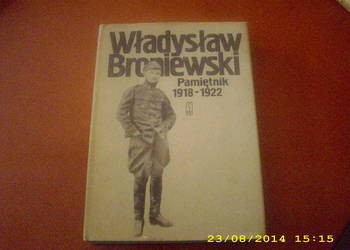 Władysław
Broniewski
Pamiętnik
1918-1922
23/08/2014 15:15